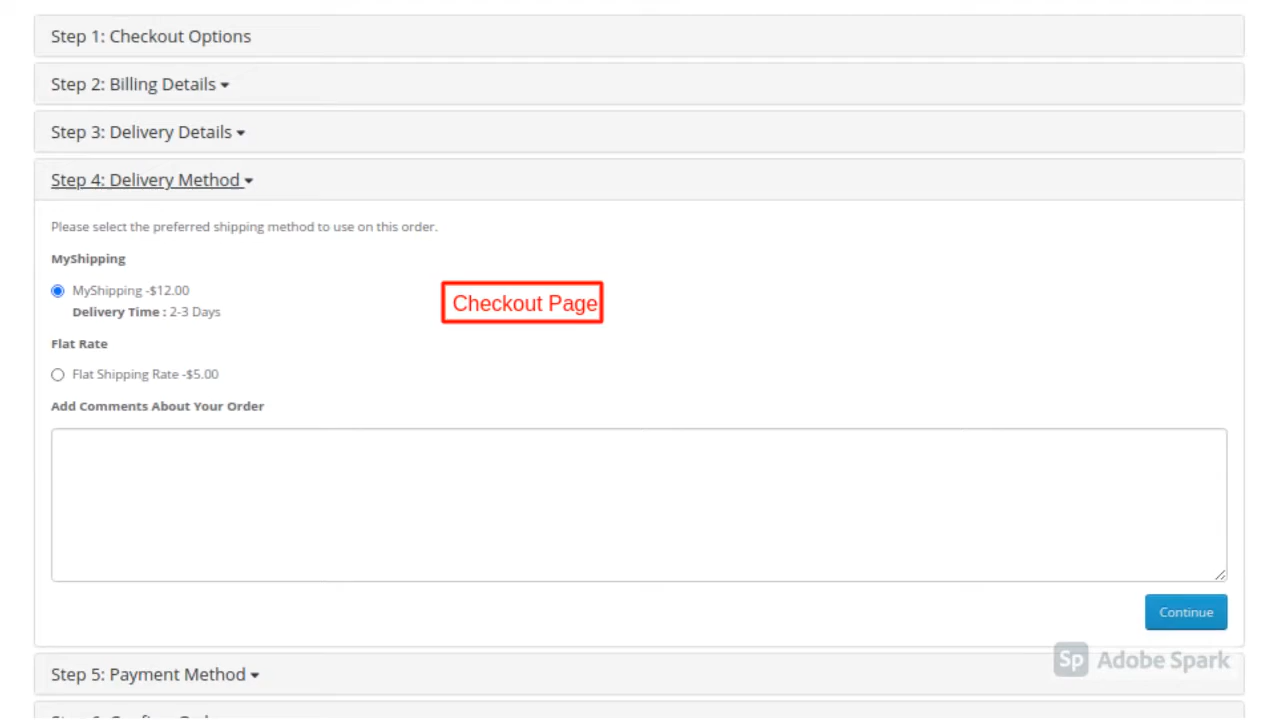 Step 1: Checkout Options
Step 2: Billing Details
Step 3: Delivery Details
Step 4: Delivery Method
Please select the preferred shipping method to use on this order.
MyShipping
MyShipping -$12.00
Delivery Time : 2-3 Days
Checkout Page
Flat Rate
Flat Shipping Rate -$5.00
Add Comments About Your Order
Continue
Sp Adobe Spark
Step 5: Payment Method